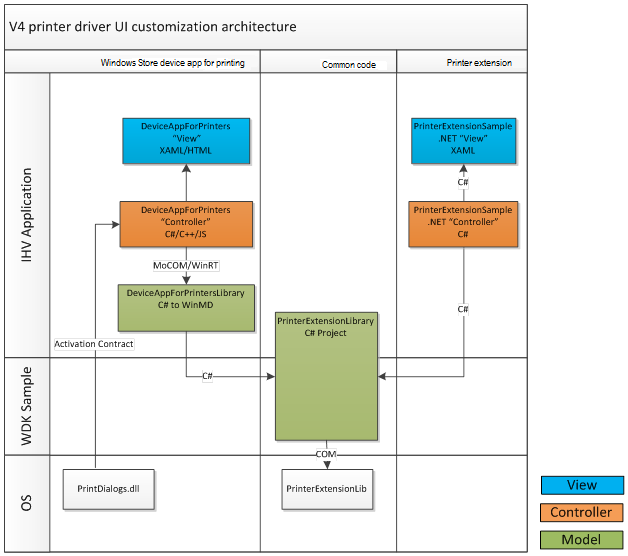 V4 printer driver UI customization architecture
Windows Store device app for printing
Common code
Printer extension
IHV Application
DeviceAppForPrinters
“View”
XAML/HTML
PrinterExtensionSample
.NET “View”
XAML
C#
DeviceAppForPrinters
“Controller”
C#/C++/JS
PrinterExtensionSample
.NET “Controller”
C#
MoCOM/WinRT
DeviceAppForPrintersLibrary
C# to WinMD
PrinterExtensionLibrary
C# Project
C#
Activation Contract
WDK Sample
C#
COM
OS
PrintDialogs.dll
PrinterExtensionLib
View
Controller
Model